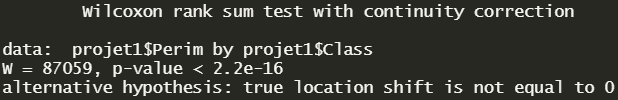 Wilcoxon rank sum test with continuity correction
data: projet1$Perim by projet1$Class
W = 87059, p-value < 2.2e-16
alternative hypothesis: true location shift is not equal to 0